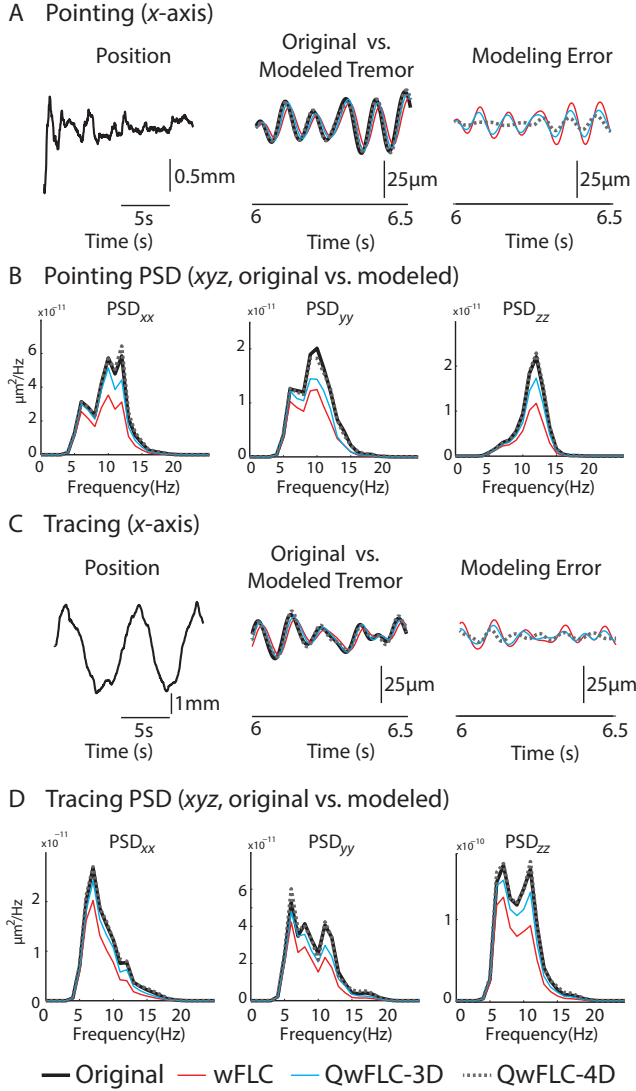 A Pointing (x-axis)
Position
Original vs.
Modeled Tremor
Modeling Error
0.5mm
25µm
25µm
5s
6
6.5
6
6.5
Time (s)
Time (s)
Time (s)
B Pointing PSD (xyz, original vs. modeled)
x10⁻¹¹
PSDxx
x10⁻¹¹
PSDyy
x10⁻¹¹
PSDzz
µm²/Hz
6
4
2
0
2
1
0
2
1
0
0 5 10 15 20
0 5 10 15 20
0 5 10 15 20
Frequency(Hz)
Frequency(Hz)
Frequency(Hz)
C Tracing (x-axis)
Position
Original vs.
Modeled Tremor
Modeling Error
1mm
25µm
25µm
5s
6
6.5
6
6.5
Time (s)
Time (s)
Time (s)
D Tracing PSD (xyz, original vs. modeled)
x10⁻¹¹
PSDxx
x10⁻¹¹
PSDyy
x10⁻¹⁰
PSDzz
µm²/Hz
2
1
0
6
4
2
0
1
0
0 5 10 15 20
0 5 10 15 20
0 5 10 15 20
Frequency(Hz)
Frequency(Hz)
Frequency(Hz)
Original wFLC QwFLC-3D QwFLC-4D